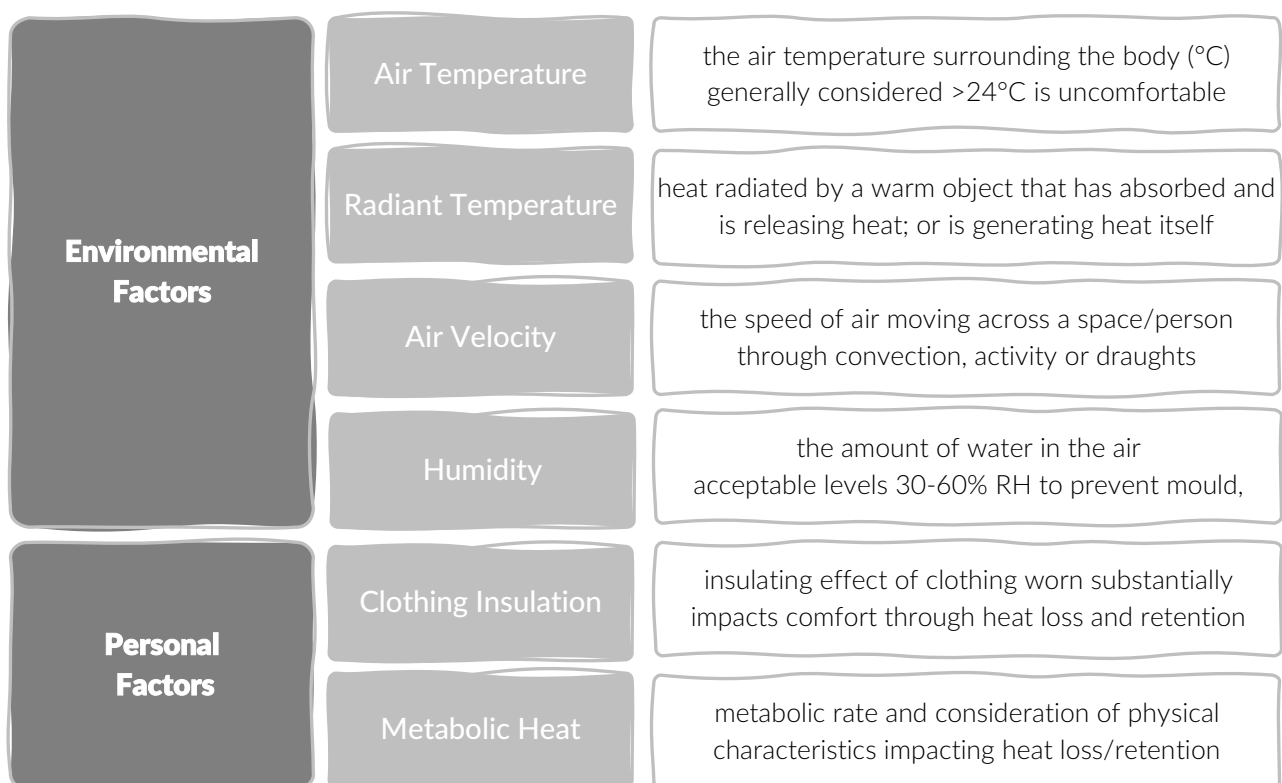 Environmental
Factors
Air Temperature
the air temperature surrounding the body (°C)
generally considered >24°C is uncomfortable
Radiant Temperature
heat radiated by a warm object that has absorbed and
is releasing heat; or is generating heat itself
Air Velocity
the speed of air moving across a space/person
through convection, activity or draughts
Humidity
the amount of water in the air
acceptable levels 30-60% RH to prevent mould,
Personal
Factors
Clothing Insulation
insulating effect of clothing worn substantially
impacts comfort through heat loss and retention
Metabolic Heat
metabolic rate and consideration of physical
characteristics impacting heat loss/retention